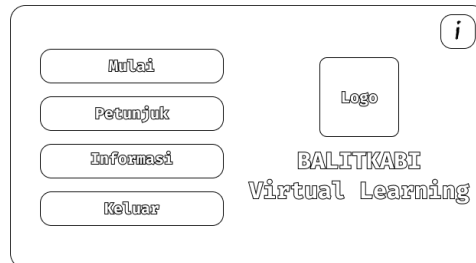 i
Mulai
Petunjuk
Informasi
Keluar
Logo
BALITKABI
Virtual Learning